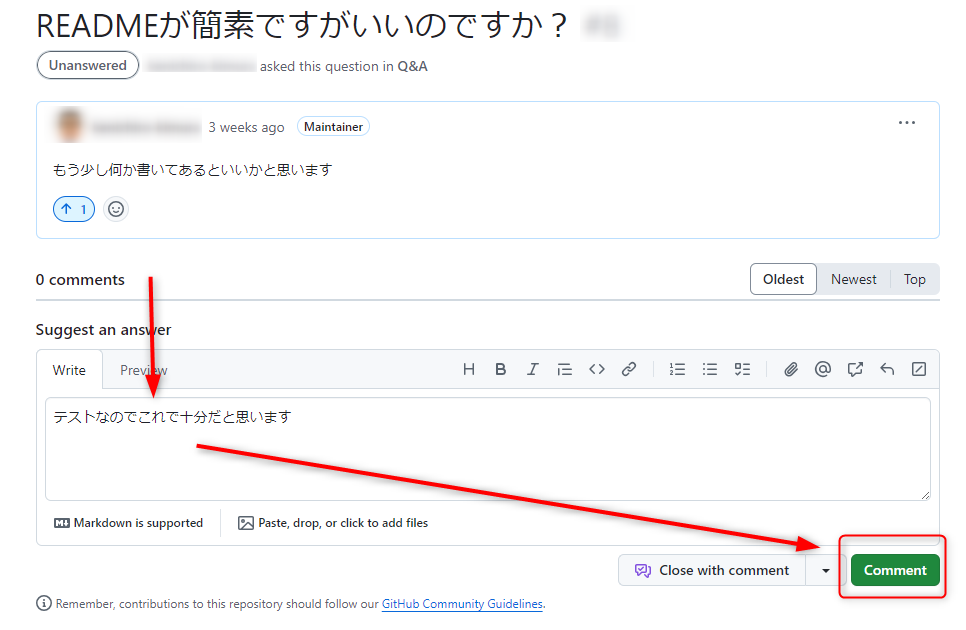 READMEが簡素ですがいいのですか？
Unanswered asked this question in Q&A
3 weeks ago Maintainer
もう少し何か書いてあるといいかと思います
1
0 comments Oldest Newest Top
Suggest an answer
Write Preview
テストなのでこれで十分だと思います
Markdown is supported Paste, drop, or click to add files
Close with comment Comment
Remember, contributions to this repository should follow our GitHub Community Guidelines.